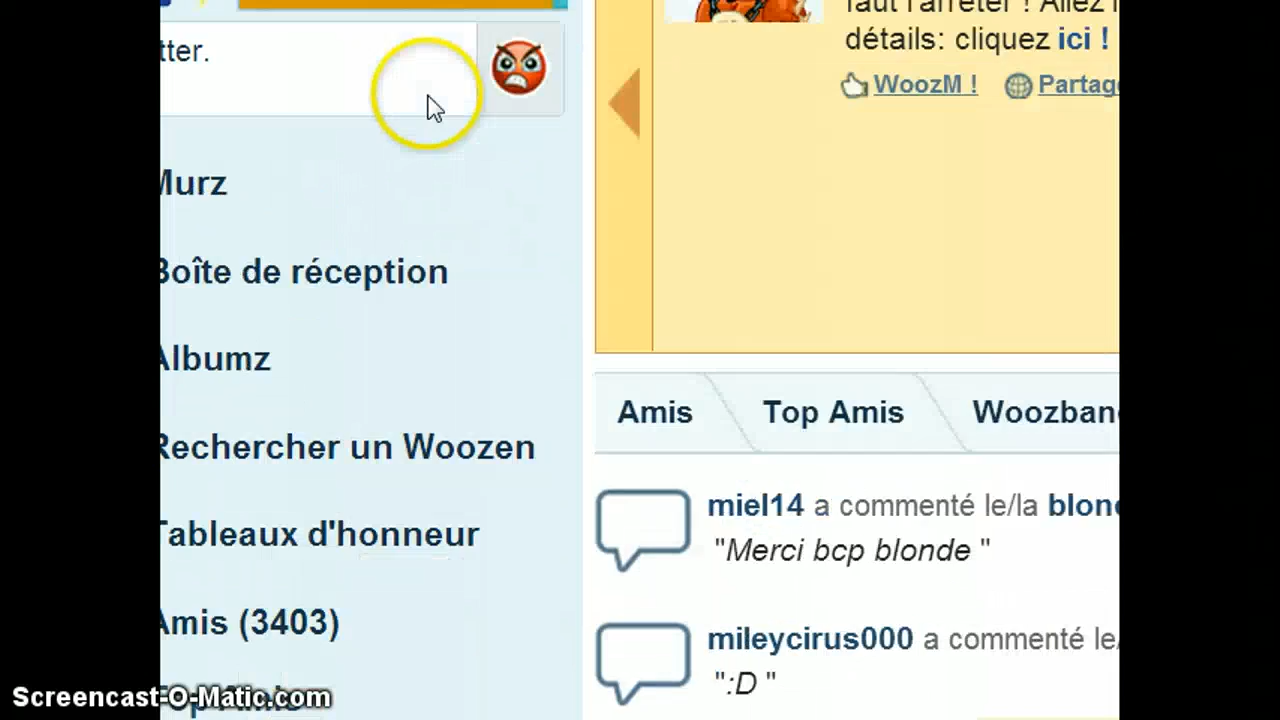 tter.
Murz
Boîte de réception
Albumz
Rechercher un Woozen
Tableaux d'honneur
Amis (3403)
Screencast-O-Matic.com
faut l'arrêter ! Allez
détails: cliquez ici !
WoozM ! Partag
Amis Top Amis Woozban
miel14 a commenté le/la blond
"Merci bcp blonde "
mileycirus000 a commenté le/
":D "